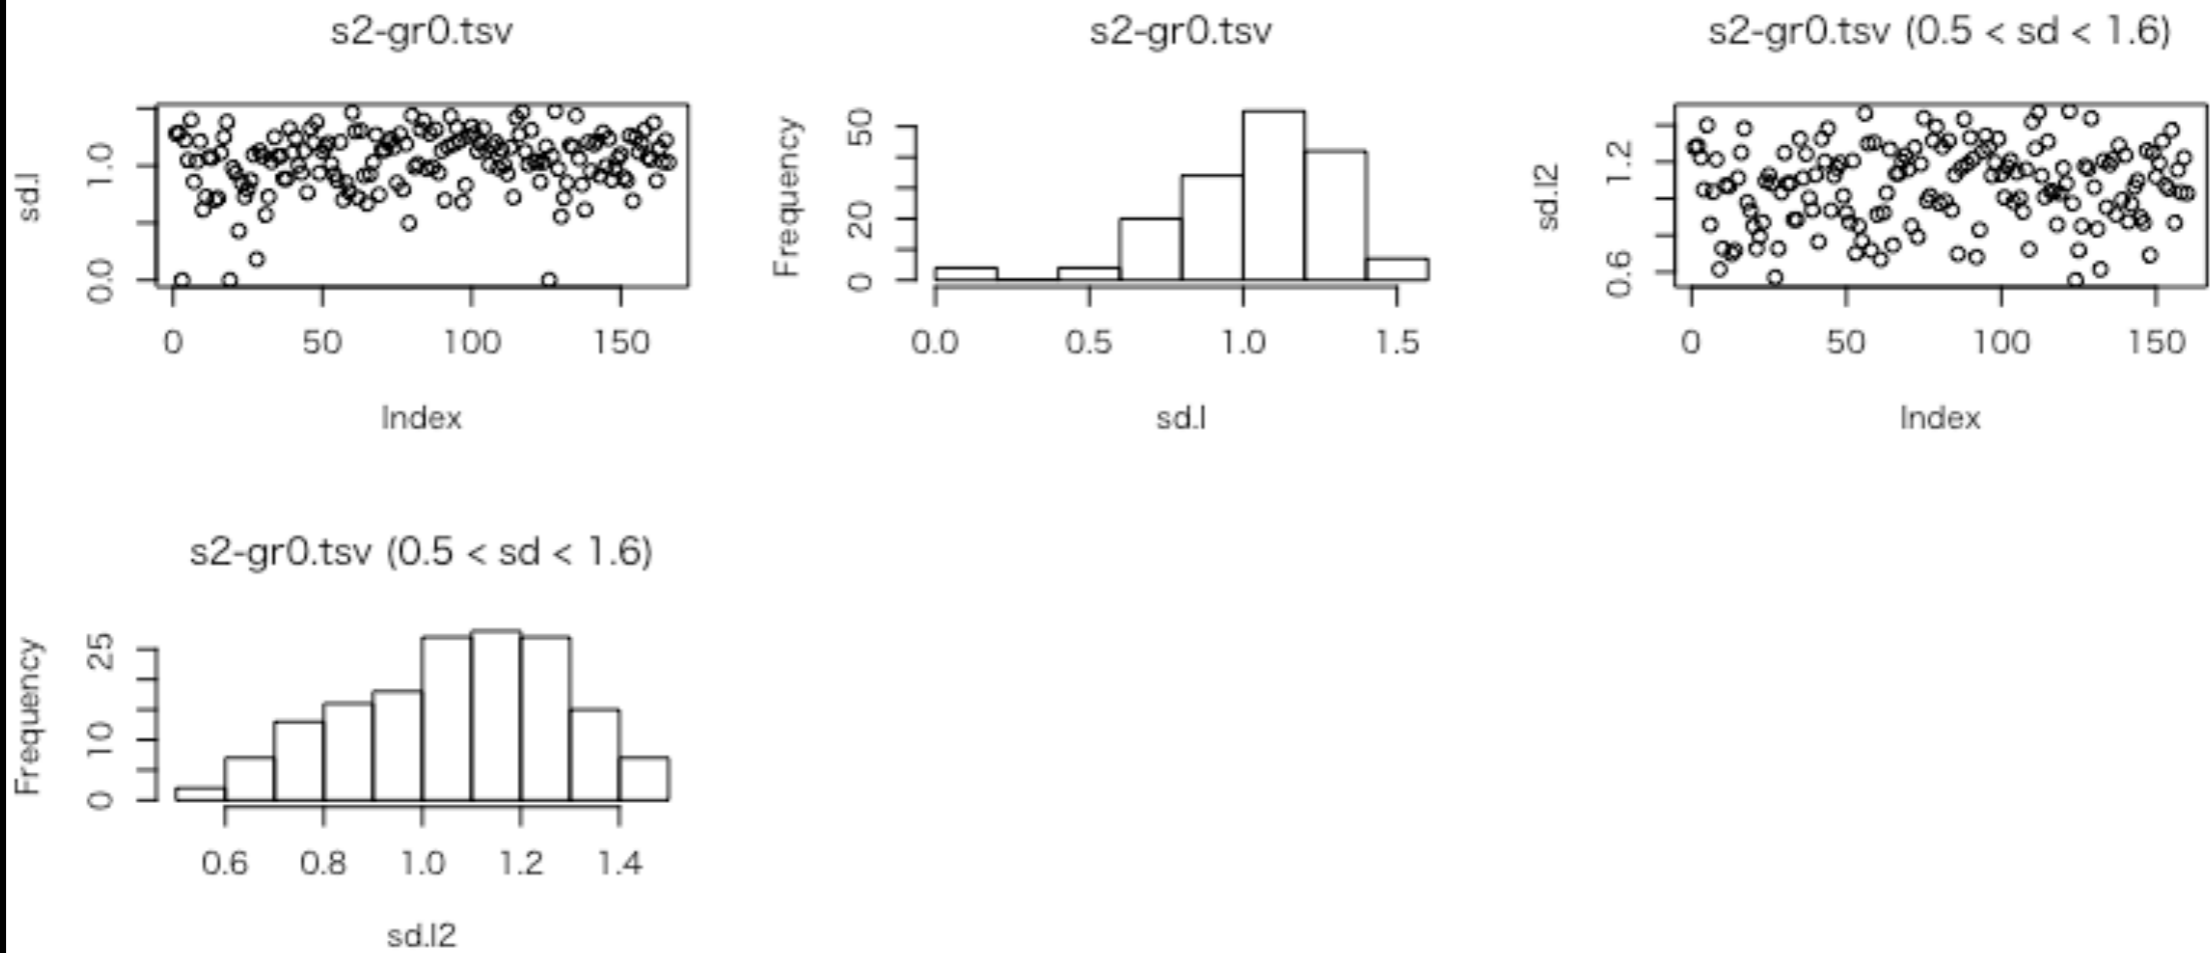 s2-gr0.tsv
sd.l
1.0
0.0
0 50 100 150
Index
s2-gr0.tsv
Frequency
50
20
0
0.0 0.5 1.0 1.5
sd.l
s2-gr0.tsv (0.5 < sd < 1.6)
sd.l2
1.2
0.6
0 50 100 150
Index
s2-gr0.tsv (0.5 < sd < 1.6)
Frequency
25
10
0
0.6 0.8 1.0 1.2 1.4
sd.l2